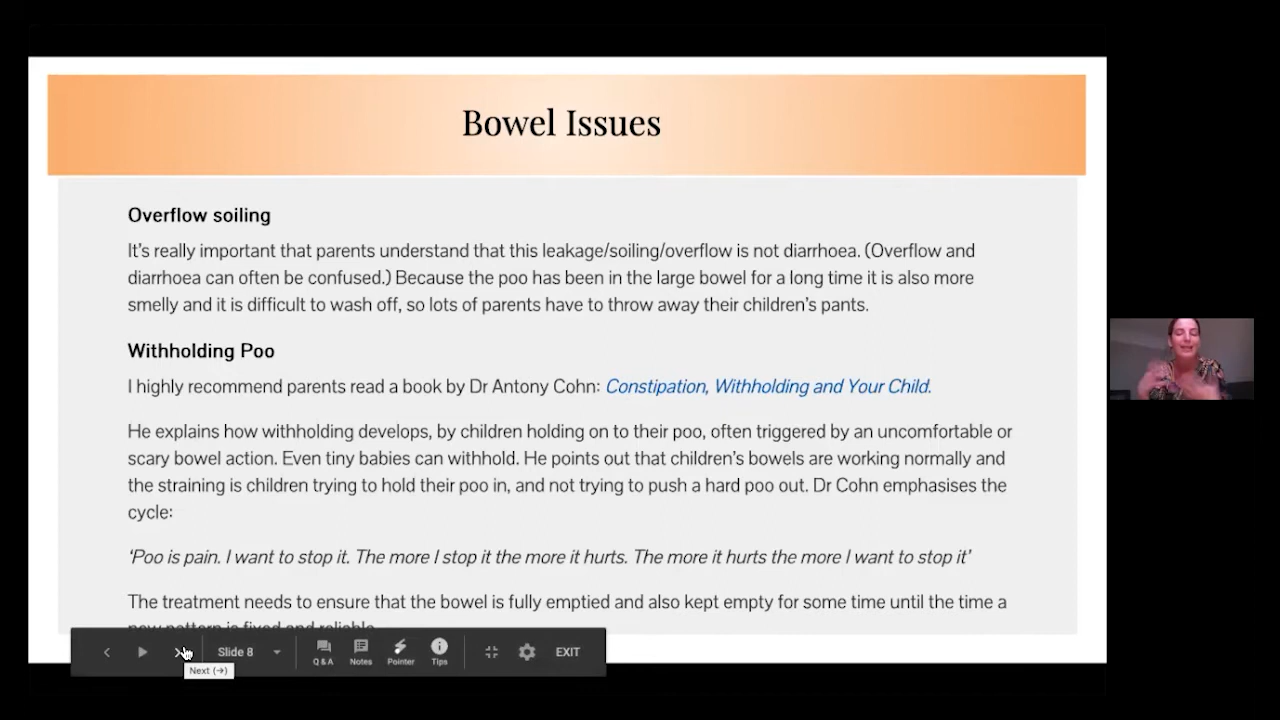 Bowel Issues
Overflow soiling
It's really important that parents understand that this leakage/soiling/overflow is not diarrhoea. (Overflow and
diarrhoea can often be confused.) Because the poo has been in the large bowel for a long time it is also more
smelly and it is difficult to wash off, so lots of parents have to throw away their children's pants.
Withholding Poo
I highly recommend parents read a book by Dr Antony Cohn: Constipation, Withholding and Your Child.
He explains how withholding develops, by children holding on to their poo, often triggered by an uncomfortable or
scary bowel action. Even tiny babies can withhold. He points out that children's bowels are working normally and
the straining is children trying to hold their poo in, and not trying to push a hard poo out. Dr Cohn emphasises the
cycle:
‘Poo is pain. I want to stop it. The more I stop it the more it hurts. The more it hurts the more I want to stop it’
The treatment needs to ensure that the bowel is fully emptied and also kept empty for some time until the time a
new pattern is fixed and reliable.
Slide 8
Q & A
Notes
Pointer
Tips
EXIT
Next (→)